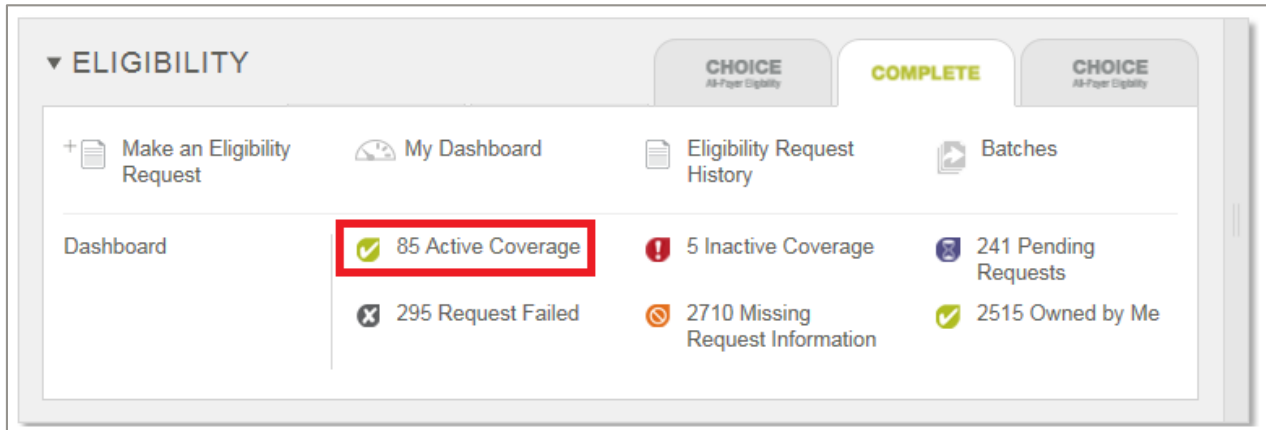 ELIGIBILITY
CHOICE
All-Payer Eligibility
COMPLETE
CHOICE
All-Payer Eligibility
Make an Eligibility
Request
My Dashboard
Eligibility Request
History
Batches
Dashboard
85 Active Coverage
5 Inactive Coverage
241 Pending
Requests
295 Request Failed
2710 Missing
Request Information
2515 Owned by Me